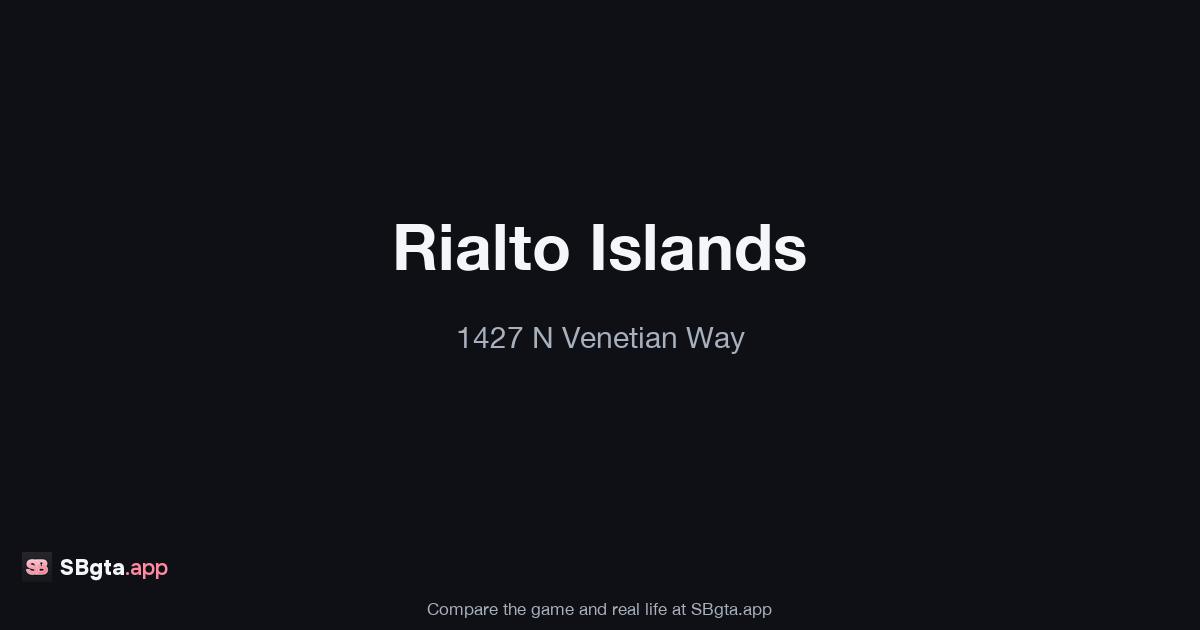 Rialto Islands
1427 N Venetian Way
SB SBgta.app
Compare the game and real life at SBgta.app